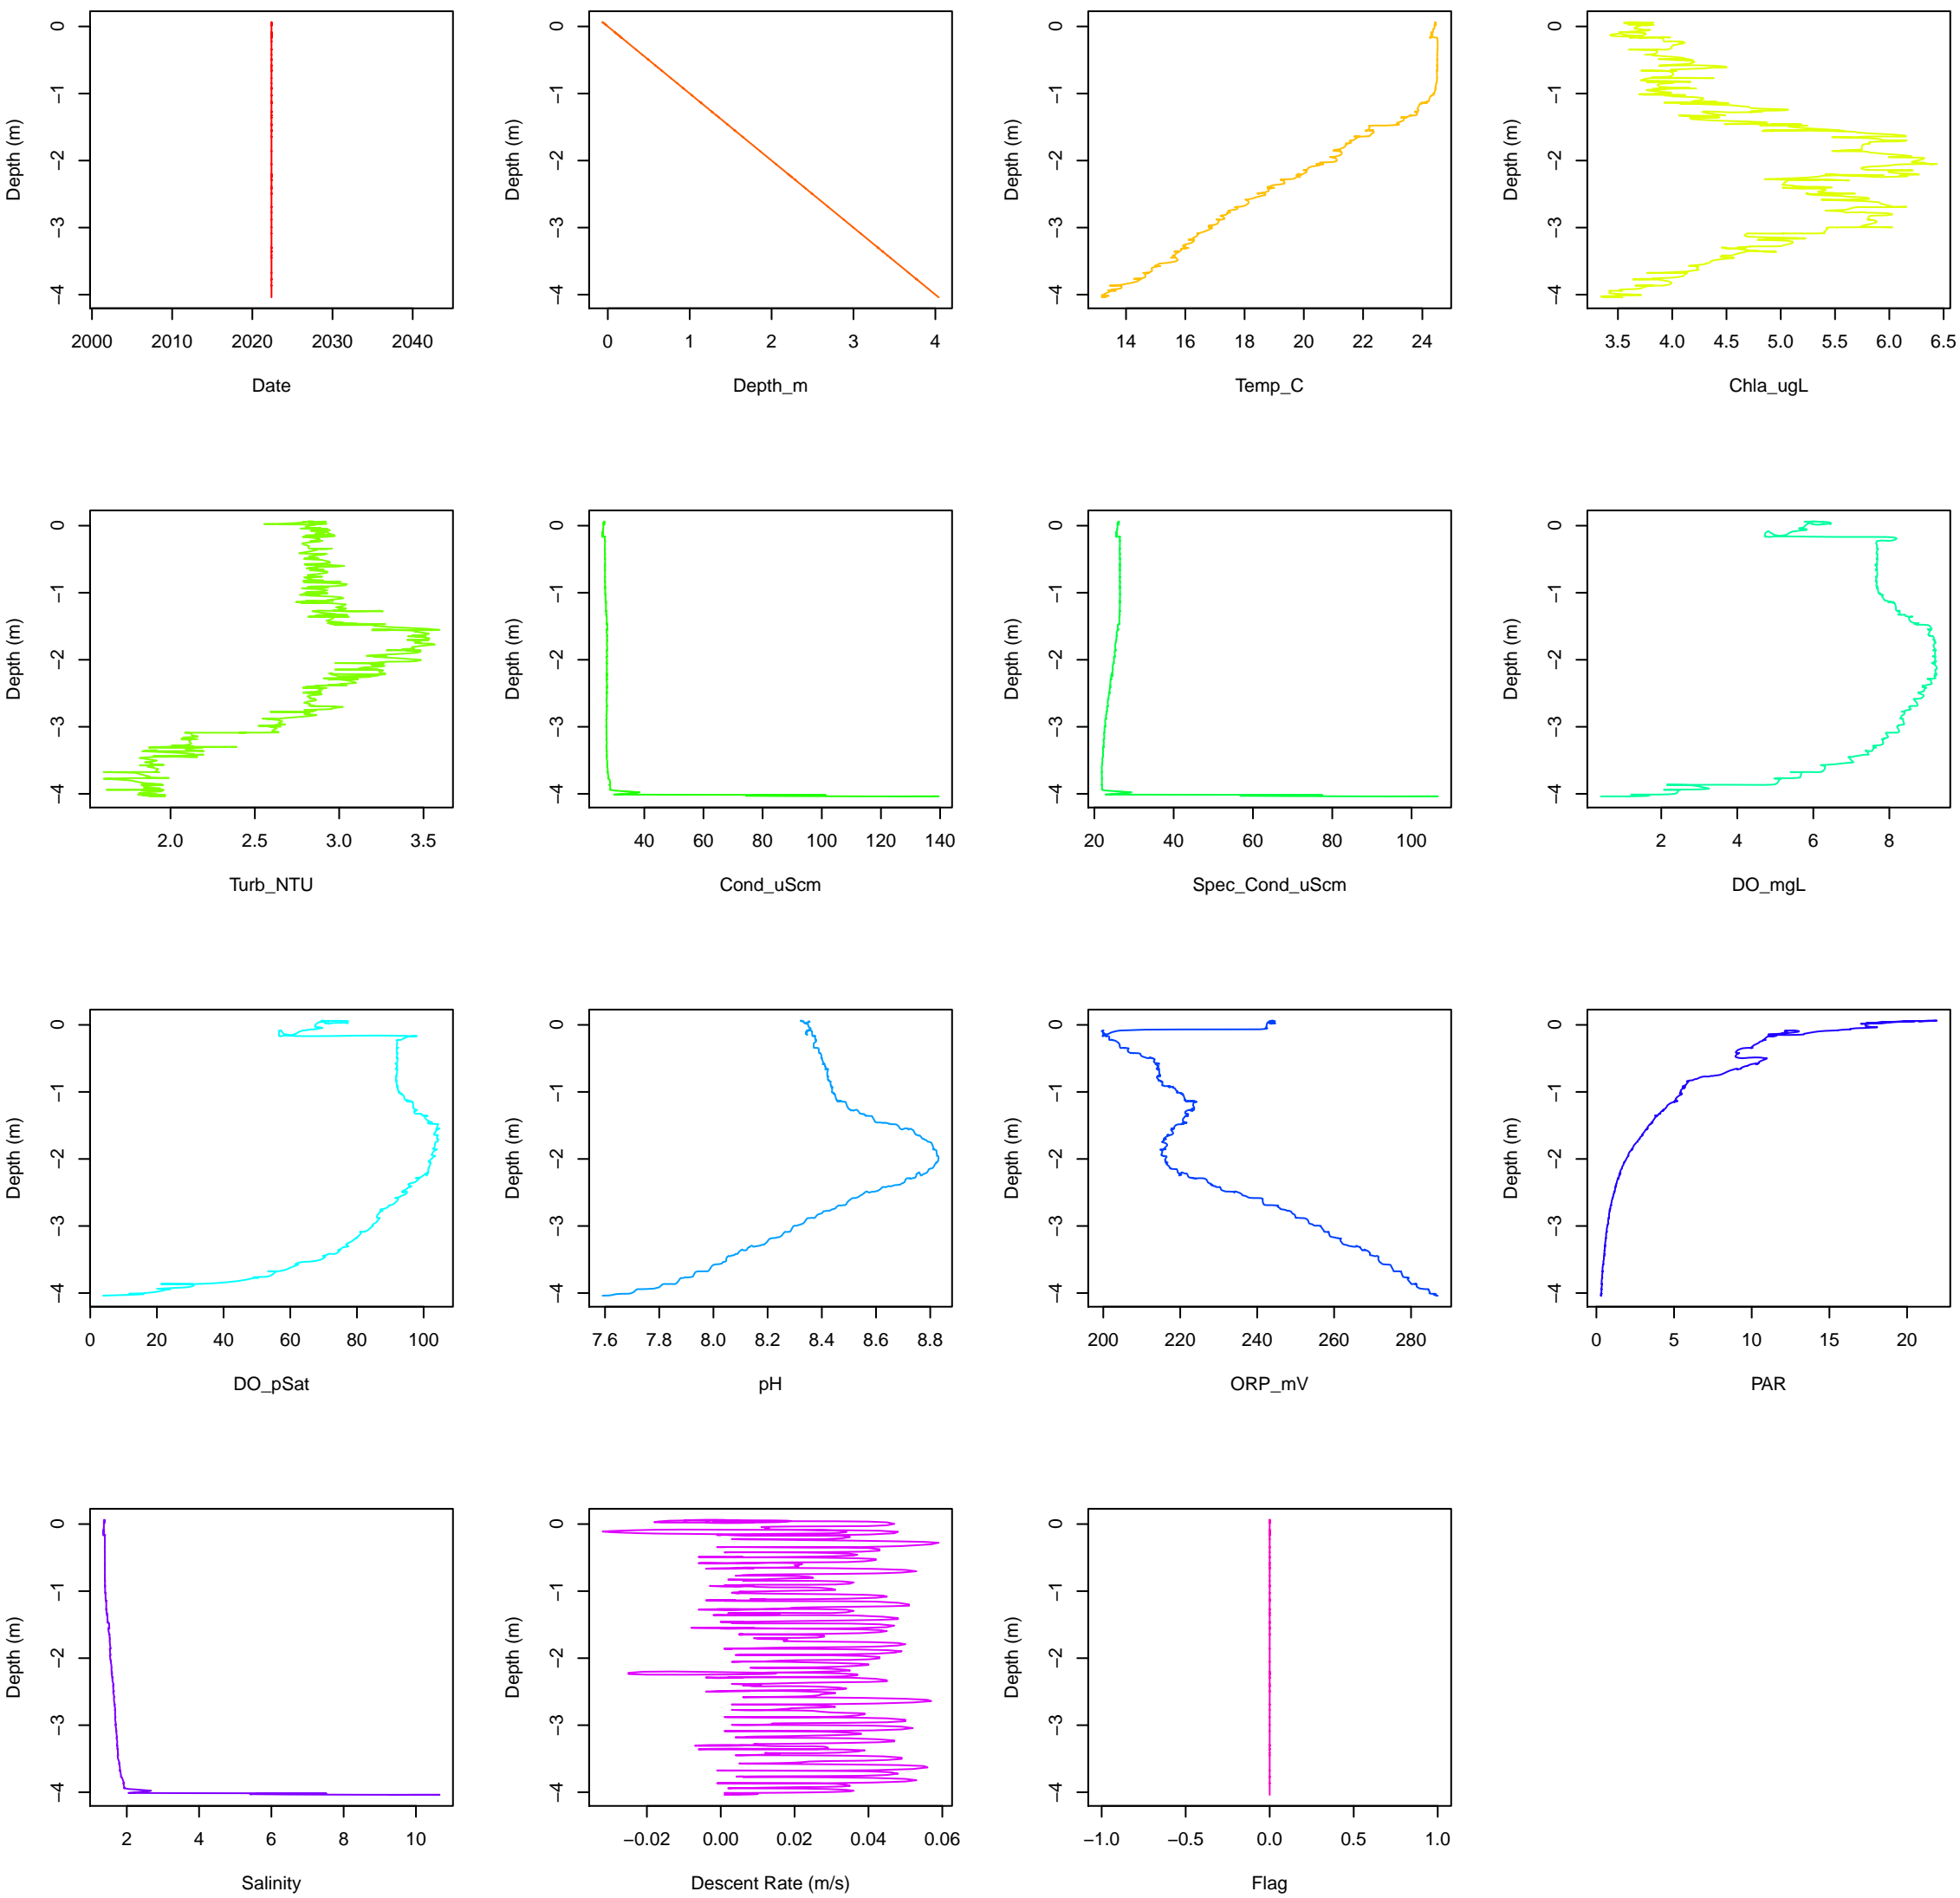 0
−1
−2
−3
−4
Depth (m)
2000 2010 2020 2030 2040
Date
0
−1
−2
−3
−4
Depth (m)
0 1 2 3 4
Depth_m
0
−1
−2
−3
−4
Depth (m)
14 16 18 20 22 24
Temp_C
0
−1
−2
−3
−4
Depth (m)
3.5 4.0 4.5 5.0 5.5 6.0 6.5
Chla_ugL
0
−1
−2
−3
−4
Depth (m)
2.0 2.5 3.0 3.5
Turb_NTU
0
−1
−2
−3
−4
Depth (m)
40 60 80 100 120 140
Cond_uScm
0
−1
−2
−3
−4
Depth (m)
20 40 60 80 100
Spec_Cond_uScm
0
−1
−2
−3
−4
Depth (m)
2 4 6 8
DO_mgL
0
−1
−2
−3
−4
Depth (m)
0 20 40 60 80 100
DO_pSat
0
−1
−2
−3
−4
Depth (m)
7.6 7.8 8.0 8.2 8.4 8.6 8.8
pH
0
−1
−2
−3
−4
Depth (m)
200 220 240 260 280
ORP_mV
0
−1
−2
−3
−4
Depth (m)
0 5 10 15 20
PAR
0
−1
−2
−3
−4
Depth (m)
2 4 6 8 10
Salinity
0
−1
−2
−3
−4
Depth (m)
−0.02 0.00 0.02 0.04 0.06
Descent Rate (m/s)
0
−1
−2
−3
−4
Depth (m)
−1.0 −0.5 0.0 0.5 1.0
Flag